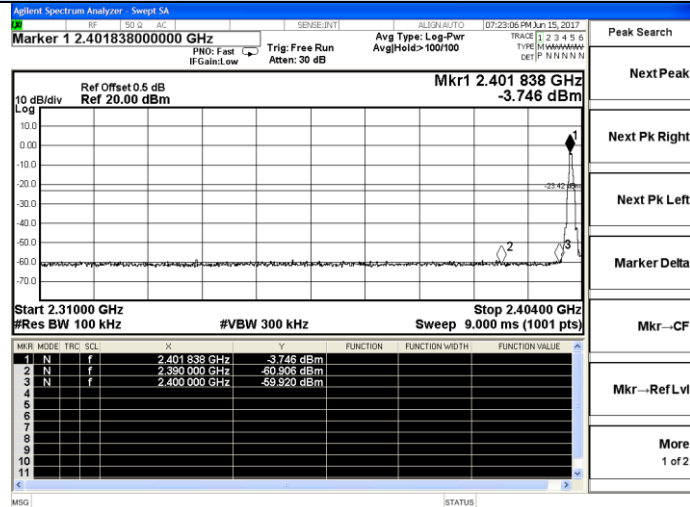 Agilent Spectrum Analyzer - Swept SA
RF 50 Ω AC SENSE:INT ALIGN AUTO 07:23:06 PM Jun 15, 2017
Marker 1 2.401838000000 GHz
PNO: Fast
IFGain:Low
Trig: Free Run
Atten: 30 dB
Avg Type: Log-Pwr
Avg|Hold:>100/100
TRACE 1 2 3 4 5 6
TYPE M WWWWW
DET P N N N N N
Peak Search
Next Peak
Next Pk Right
Next Pk Left
Marker Delta
Mkr→CF
Mkr→Ref Lvl
More
1 of 2
Ref Offset 0.5 dB
Ref 20.00 dBm
10 dB/div
Log
Mkr1 2.401 838 GHz
-3.746 dBm
10.0
0.00
-10.0
-20.0
-30.0
-40.0
-50.0
-60.0
-70.0
1
-23.42 dBm
2
3
Start 2.31000 GHz
#Res BW 100 kHz
#VBW 300 kHz
Stop 2.40400 GHz
Sweep 9.000 ms (1001 pts)
MKR MODE TRC SCL X Y FUNCTION FUNCTION WIDTH FUNCTION VALUE
1 N f 2.401 838 GHz -3.746 dBm
2 N f 2.390 000 GHz -60.906 dBm
3 N f 2.400 000 GHz -59.920 dBm
4
5
6
7
8
9
10
11
MSG STATUS